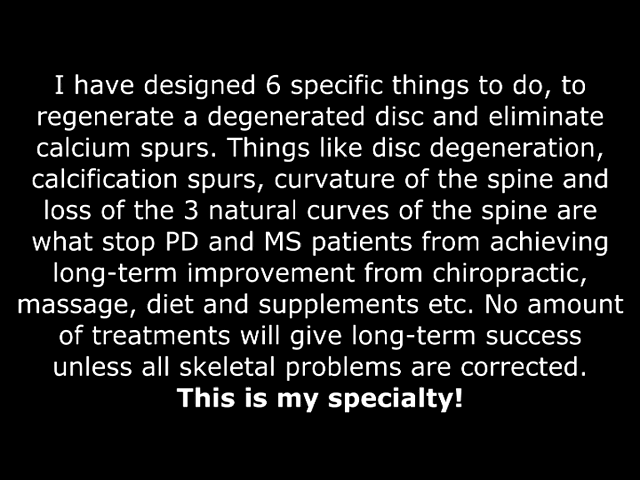 I have designed 6 specific things to do, to
regenerate a degenerated disc and eliminate
calcium spurs. Things like disc degeneration,
calcification spurs, curvature of the spine and
loss of the 3 natural curves of the spine are
what stop PD and MS patients from achieving
long-term improvement from chiropractic,
massage, diet and supplements etc. No amount
of treatments will give long-term success
unless all skeletal problems are corrected.
This is my specialty!